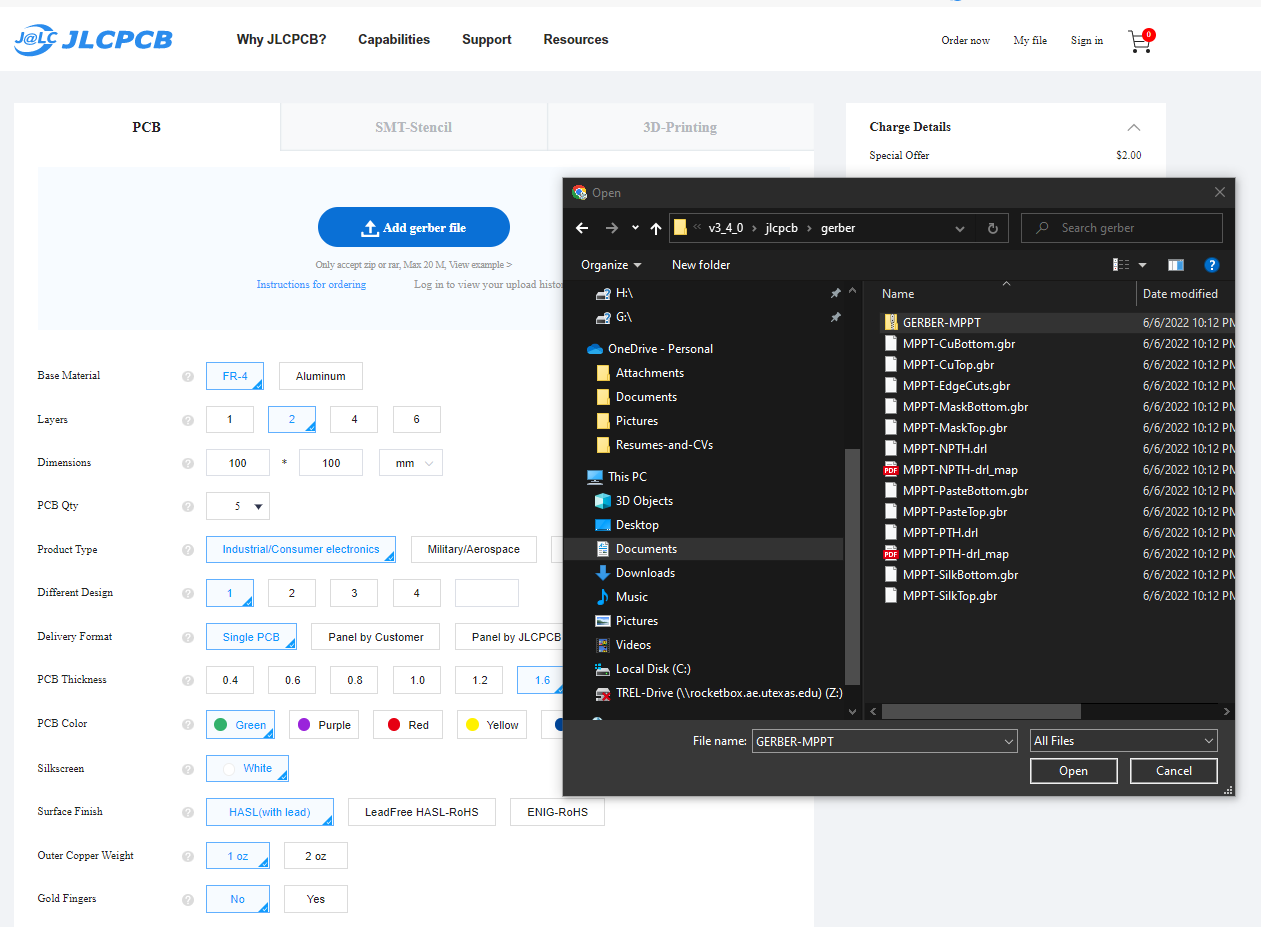 J@LC JLCPCB
Why JLCPCB? Capabilities Support Resources
Order now My file Sign in 0
PCB SMT-Stencil 3D-Printing
Add gerber file
Only accept zip or rar, Max 20 M, View example >
Instructions for ordering Log in to view your upload histor
Base Material ? FR-4 Aluminum
Layers ? 1 2 4 6
Dimensions ? 100 * 100 mm
PCB Qty ? 5
Product Type ? Industrial/Consumer electronics Military/Aerospace
Different Design ? 1 2 3 4
Delivery Format ? Single PCB Panel by Customer Panel by JLCPCB
PCB Thickness ? 0.4 0.6 0.8 1.0 1.2 1.6
PCB Color ? Green Purple Red Yellow
Silkscreen ? White
Surface Finish ? HASL(with lead) LeadFree HASL-RoHS ENIG-RoHS
Outer Copper Weight ? 1 oz 2 oz
Gold Fingers ? No Yes
Charge Details
Special Offer $2.00
Open
« v3_4_0 › jlcpcb › gerber Search gerber
Organize New folder ?
H:\
G:\
OneDrive - Personal
Attachments
Documents
Pictures
Resumes-and-CVs
This PC
3D Objects
Desktop
Documents
Downloads
Music
Pictures
Videos
Local Disk (C:)
TREL-Drive (\\rocketbox.ae.utexas.edu) (Z:)
Name Date modified
GERBER-MPPT 6/6/2022 10:12 PM
MPPT-CuBottom.gbr 6/6/2022 10:12 PM
MPPT-CuTop.gbr 6/6/2022 10:12 PM
MPPT-EdgeCuts.gbr 6/6/2022 10:12 PM
MPPT-MaskBottom.gbr 6/6/2022 10:12 PM
MPPT-MaskTop.gbr 6/6/2022 10:12 PM
MPPT-NPTH.drl 6/6/2022 10:12 PM
PDF MPPT-NPTH-drl_map 6/6/2022 10:12 PM
MPPT-PasteBottom.gbr 6/6/2022 10:12 PM
MPPT-PasteTop.gbr 6/6/2022 10:12 PM
MPPT-PTH.drl 6/6/2022 10:12 PM
PDF MPPT-PTH-drl_map 6/6/2022 10:12 PM
MPPT-SilkBottom.gbr 6/6/2022 10:12 PM
MPPT-SilkTop.gbr 6/6/2022 10:12 PM
File name: GERBER-MPPT All Files
Open Cancel